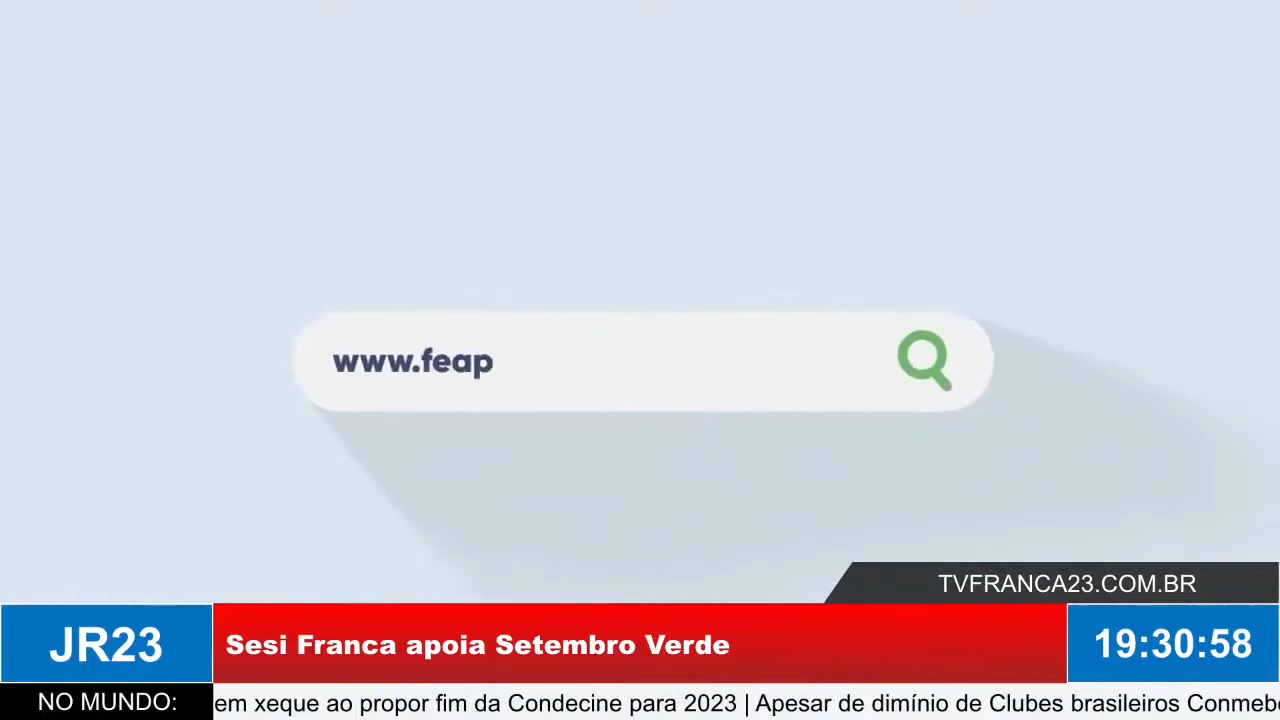 www.feap
TVFRANCA23.COM.BR
JR23
Sesi Franca apoia Setembro Verde
19:30:58
NO MUNDO:
em xeque ao propor fim da Condecine para 2023 | Apesar de dimínio de Clubes brasileiros Conmeb